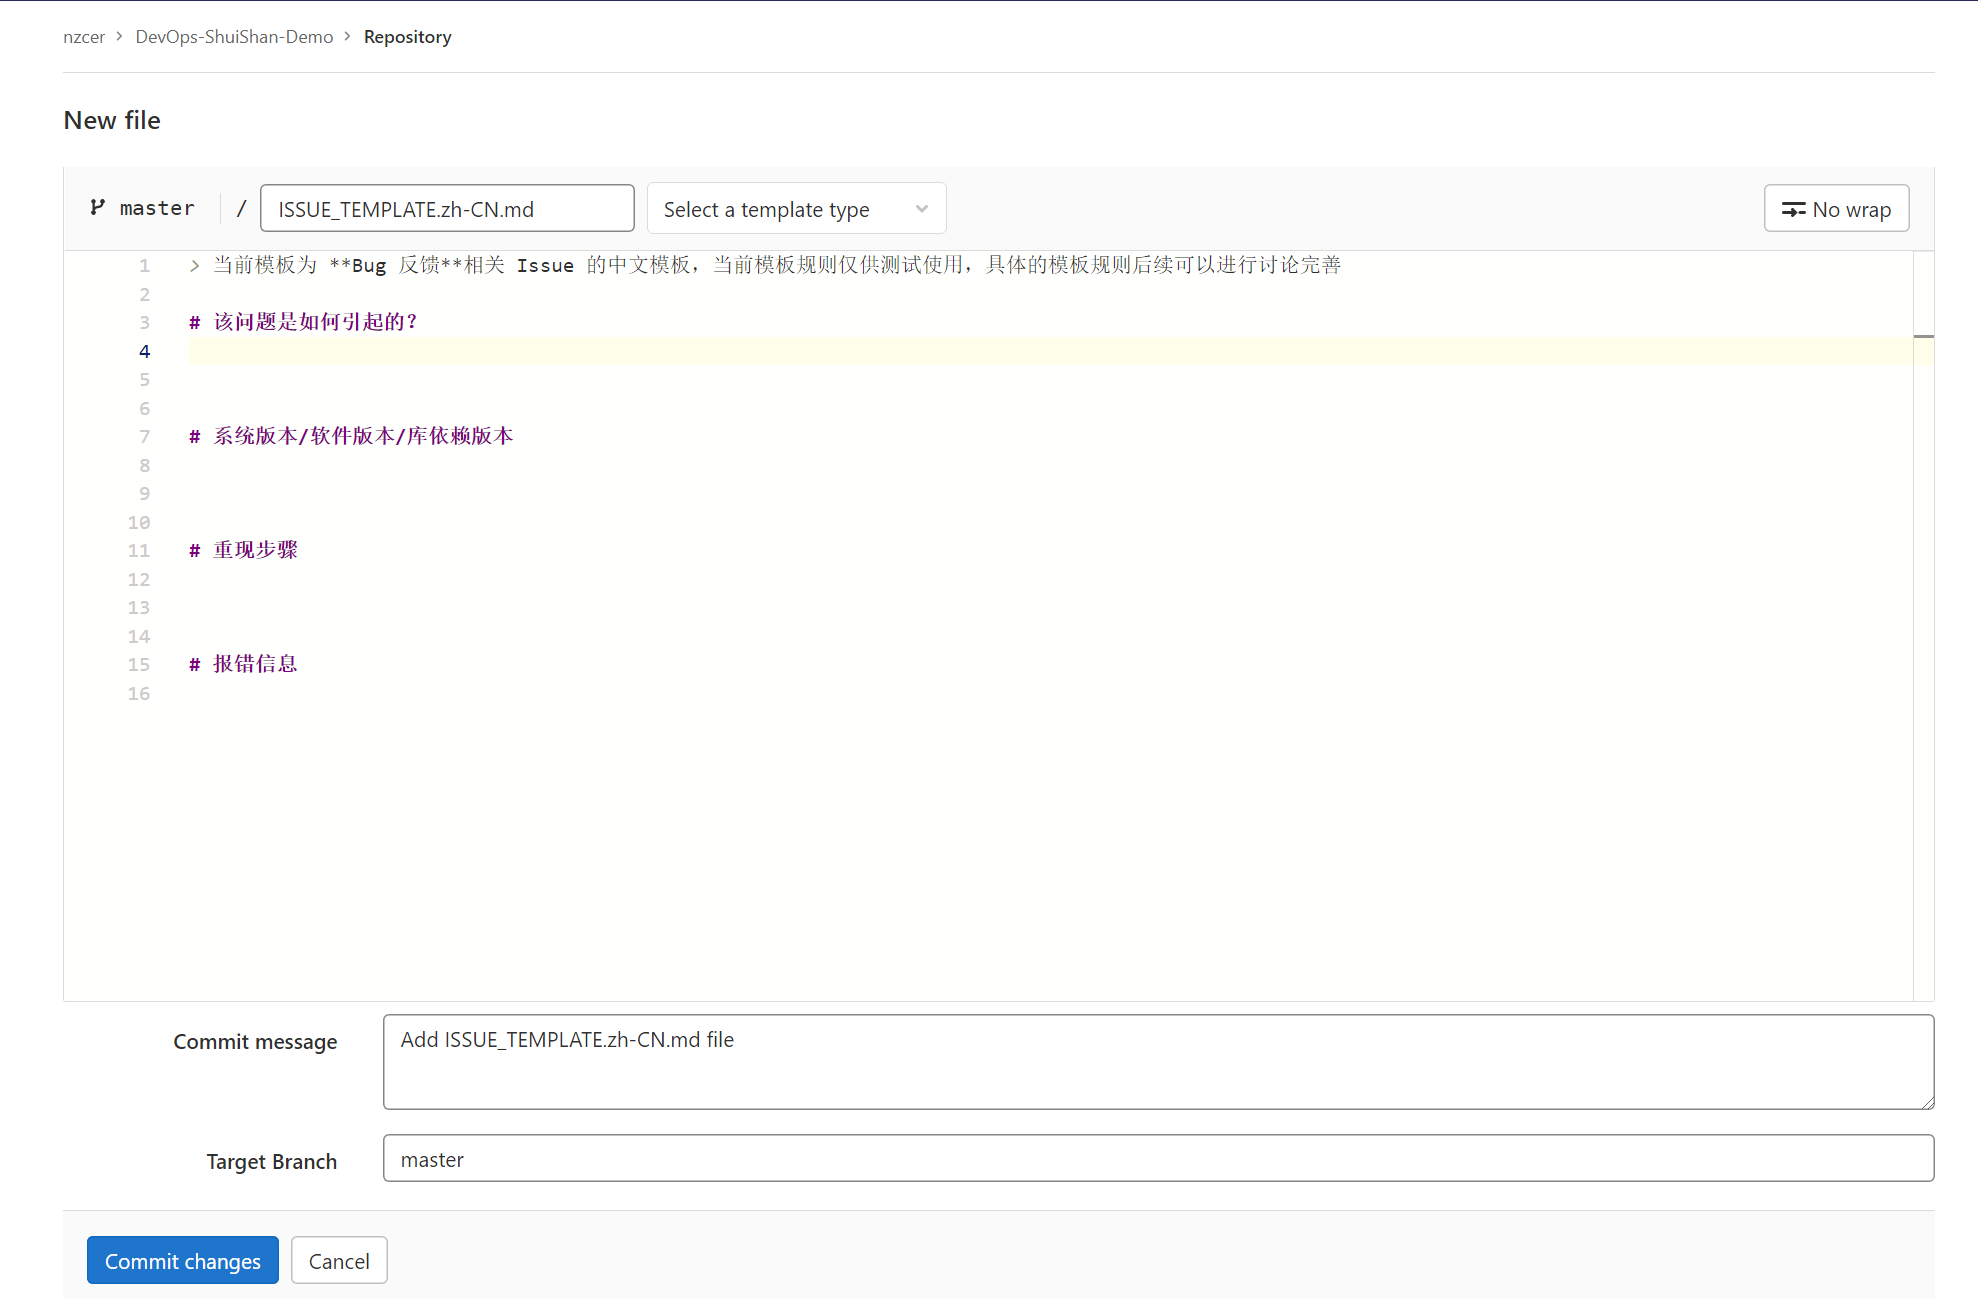 nzcer > DevOps-ShuiShan-Demo > Repository
New file
master / ISSUE_TEMPLATE.zh-CN.md Select a template type No wrap
1 > 当前模板为 **Bug 反馈**相关 Issue 的中文模板，当前模板规则仅供测试使用，具体的模板规则后续可以进行讨论完善
2
3 # 该问题是如何引起的？
4
5
6
7 # 系统版本/软件版本/库依赖版本
8
9
10
11 # 重现步骤
12
13
14
15 # 报错信息
16
Commit message Add ISSUE_TEMPLATE.zh-CN.md file
Target Branch master
Commit changes Cancel